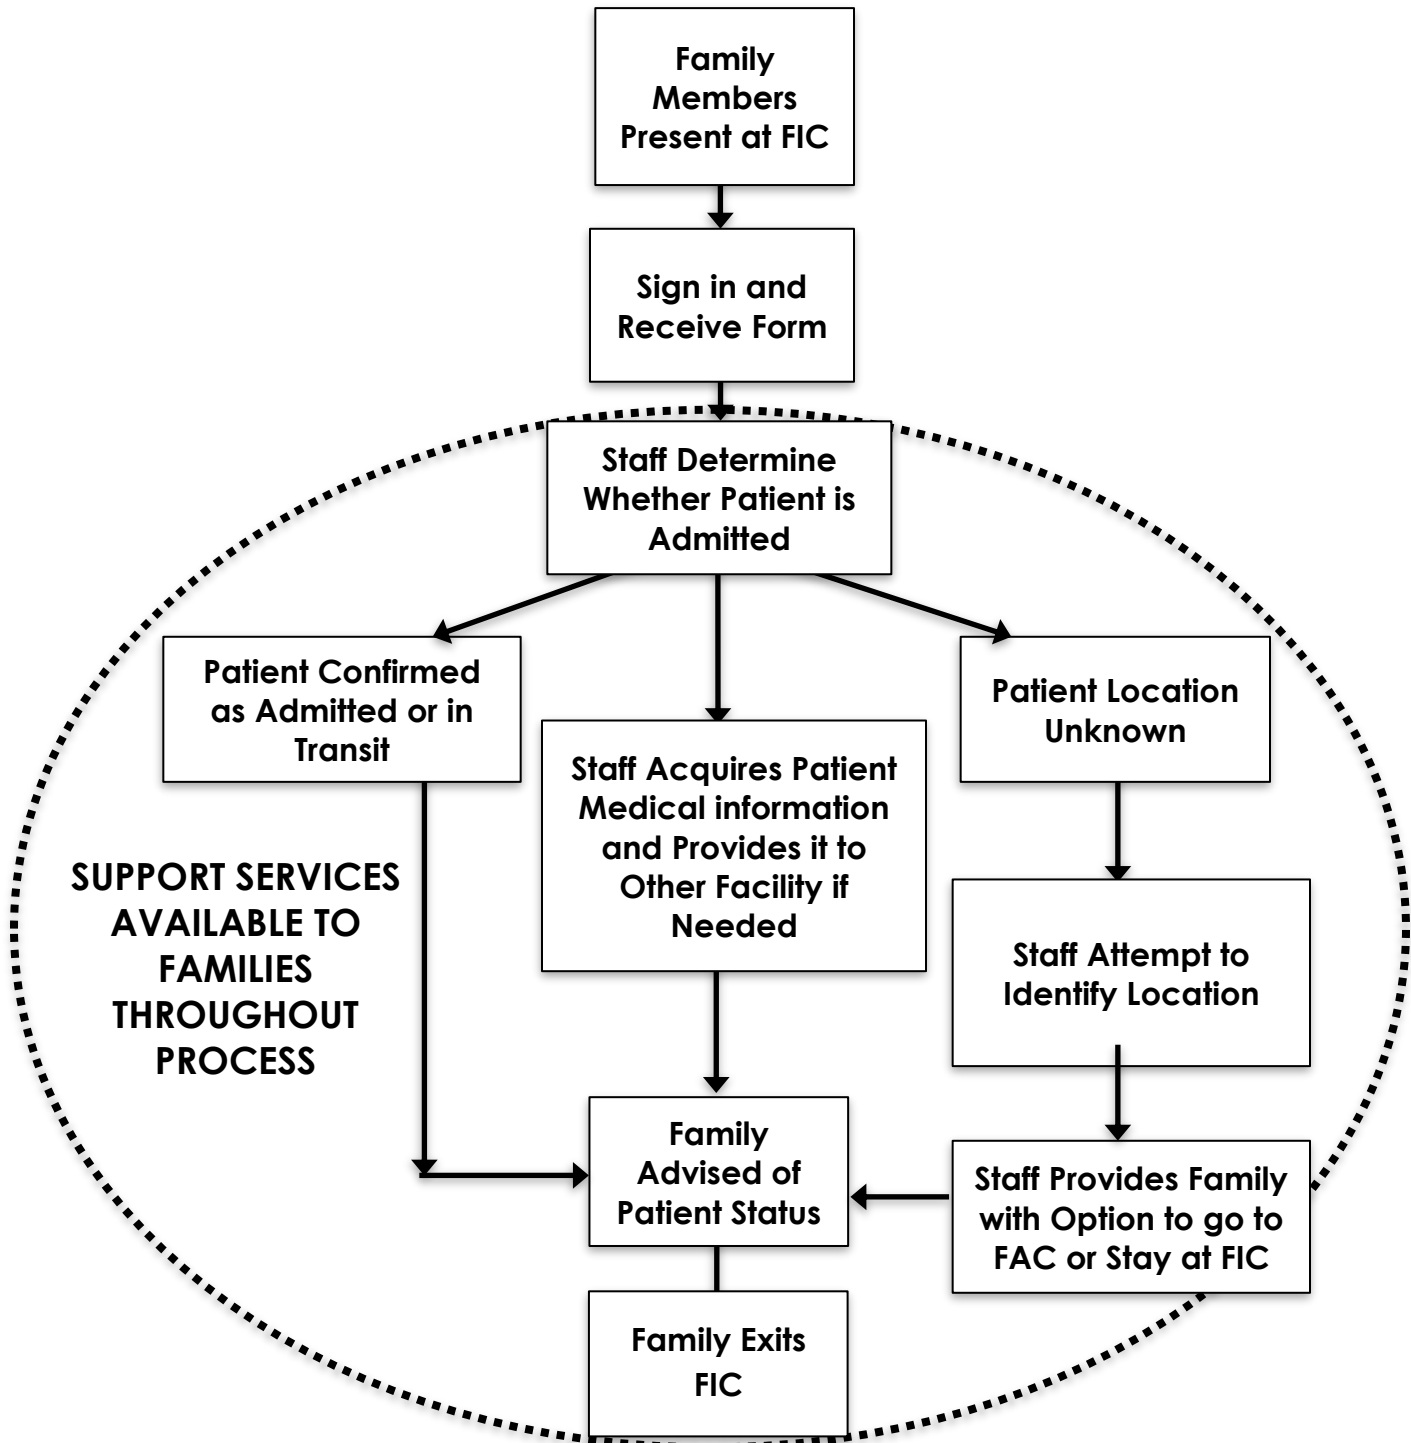 Family
Members
Present at FIC
Sign in and
Receive Form
Staff Determine
Whether Patient is
Admitted
Patient Confirmed
as Admitted or in
Transit
Staff Acquires Patient
Medical information
and Provides it to
Other Facility if
Needed
Patient Location
Unknown
SUPPORT SERVICES
AVAILABLE TO
FAMILIES
THROUGHOUT
PROCESS
Staff Attempt to
Identify Location
Family
Advised of
Patient Status
Staff Provides Family
with Option to go to
FAC or Stay at FIC
Family Exits
FIC